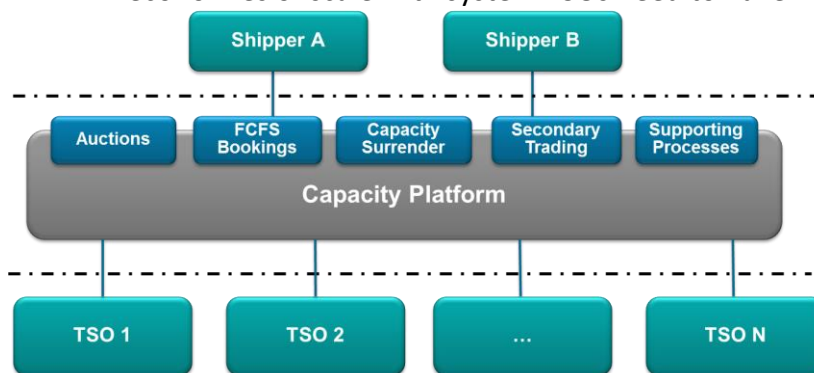 Shipper A
Shipper B
Auctions
FCFS
Bookings
Capacity
Surrender
Secondary
Trading
Supporting
Processes
Capacity Platform
TSO 1
TSO 2
...
TSO N